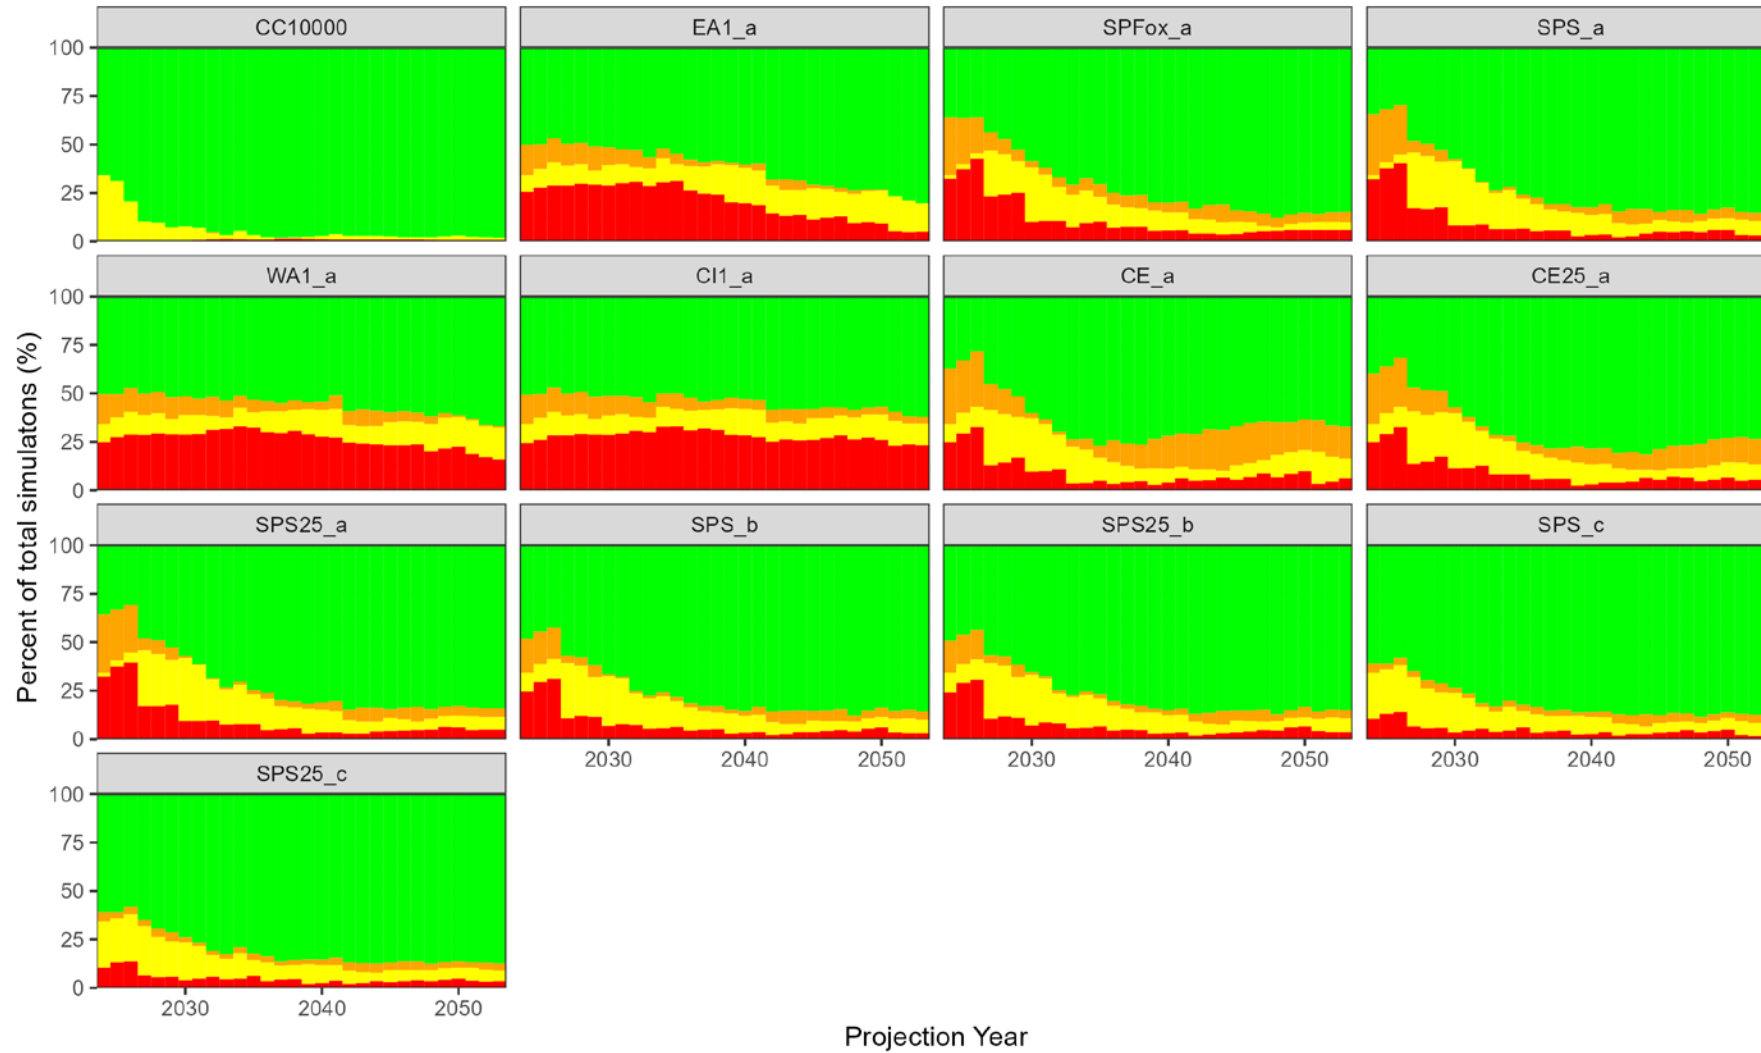 CC10000 EA1_a SPFox_a SPS_a
100
75
50
25
0
WA1_a CI1_a CE_a CE25_a
100
75
50
25
0
Percent of total simulatons (%)
SPS25_a SPS_b SPS25_b SPS_c
100
75
50
25
0
2030 2040 2050 2030 2040 2050 2030 2040 2050
SPS25_c
100
75
50
25
0
2030 2040 2050
Projection Year